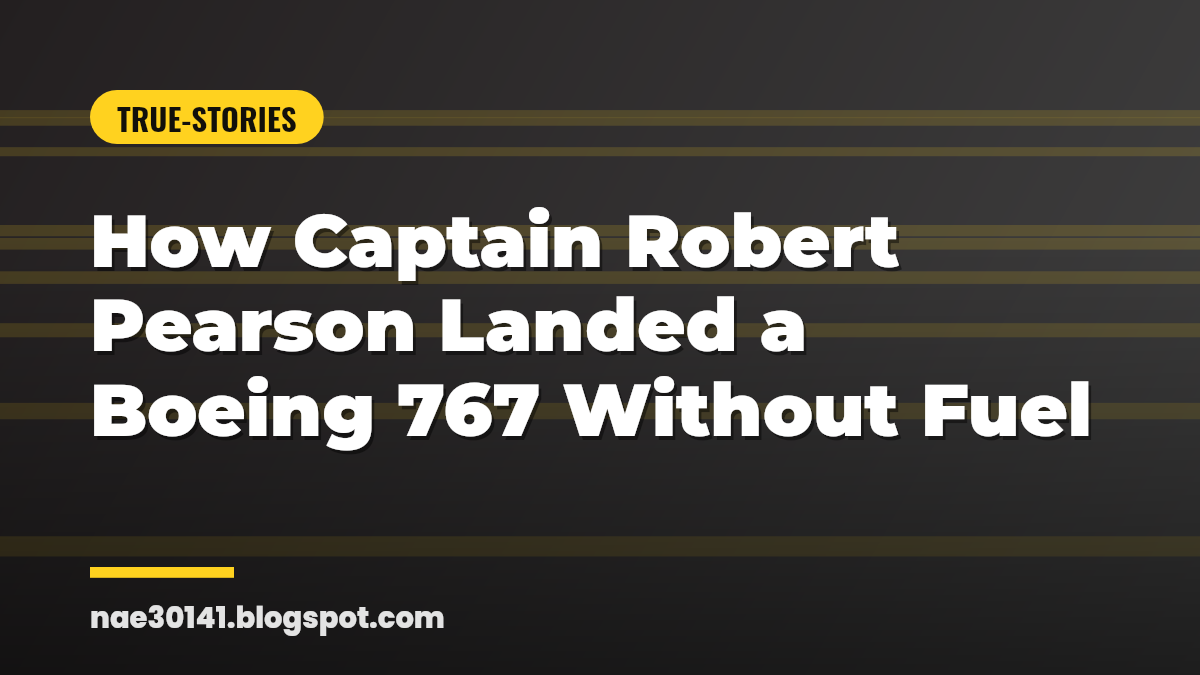 TRUE-STORIES
How Captain Robert
Pearson Landed a
Boeing 767 Without Fuel
nae30141.blogspot.com